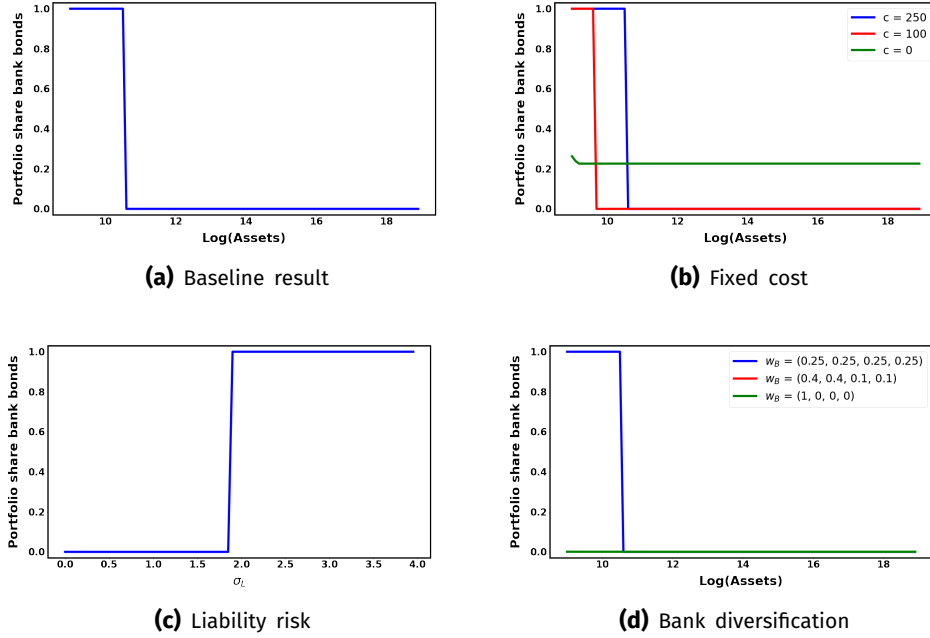 Portfolio share bank bonds
1.0
0.8
0.6
0.4
0.2
0.0
10 12 14 16 18
Log(Assets)
(a) Baseline result
Portfolio share bank bonds
1.0
0.8
0.6
0.4
0.2
0.0
c = 250
c = 100
c = 0
10 12 14 16 18
Log(Assets)
(b) Fixed cost
Portfolio share bank bonds
1.0
0.8
0.6
0.4
0.2
0.0
0.0 0.5 1.0 1.5 2.0 2.5 3.0 3.5 4.0
σL
(c) Liability risk
Portfolio share bank bonds
1.0
0.8
0.6
0.4
0.2
0.0
wB = (0.25, 0.25, 0.25, 0.25)
wB = (0.4, 0.4, 0.1, 0.1)
wB = (1, 0, 0, 0)
10 12 14 16 18
Log(Assets)
(d) Bank diversification